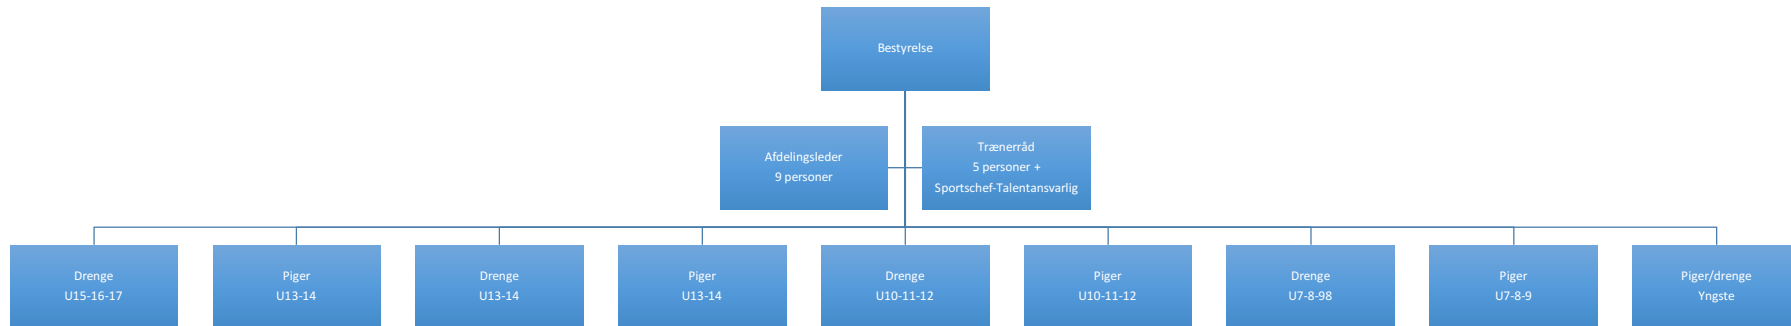 Bestyrelse
Afdelingsleder
9 personer
Trænerråd
5 personer +
Sportschef-Talentansvarlig
Drenge
U15-16-17
Piger
U13-14
Drenge
U13-14
Piger
U13-14
Drenge
U10-11-12
Piger
U10-11-12
Drenge
U7-8-98
Piger
U7-8-9
Piger/drenge
Yngste